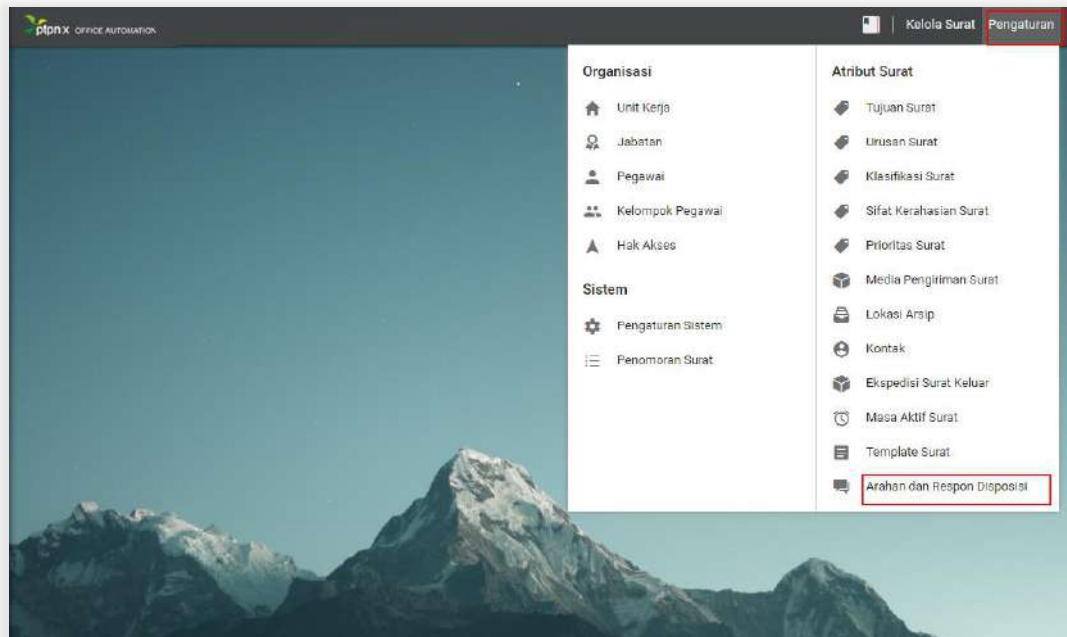 ptpnx OFFICE AUTOMATION
Kelola Surat
Pengaturan
Organisasi
Unit Kerja
Jabatan
Pegawai
Kelompok Pegawai
Hak Akses
Sistem
Pengaturan Sistem
Penomoran Surat
Atribut Surat
Tujuan Surat
Urusan Surat
Klasifikasi Surat
Sifat Kerahasian Surat
Prioritas Surat
Media Pengiriman Surat
Lokasi Arsip
Kontak
Ekspedisi Surat Keluar
Masa Aktif Surat
Template Surat
Arahan dan Respon Disposisi